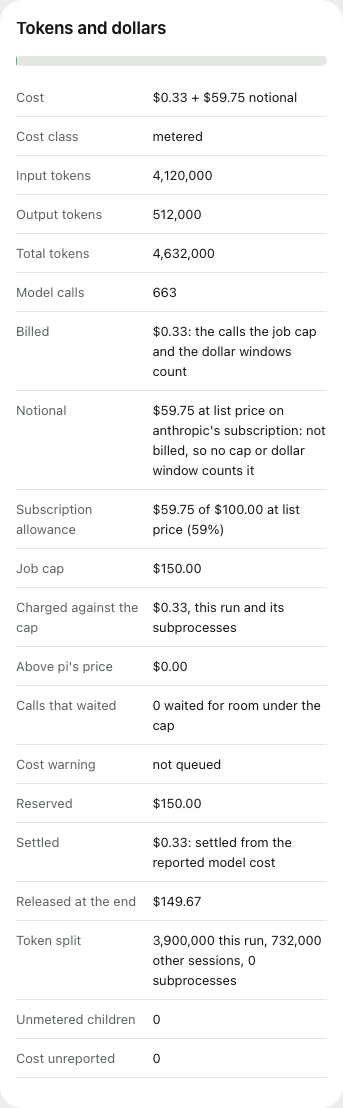 Tokens and dollars
Cost $0.33 + $59.75 notional
Cost class metered
Input tokens 4,120,000
Output tokens 512,000
Total tokens 4,632,000
Model calls 663
Billed $0.33: the calls the job cap
and the dollar windows
count
Notional $59.75 at list price on
anthropic's subscription: not
billed, so no cap or dollar
window counts it
Subscription $59.75 of $100.00 at list
allowance price (59%)
Job cap $150.00
Charged against the $0.33, this run and its
cap subprocesses
Above pi's price $0.00
Calls that waited 0 waited for room under the
cap
Cost warning not queued
Reserved $150.00
Settled $0.33: settled from the
reported model cost
Released at the end $149.67
Token split 3,900,000 this run, 732,000
other sessions, 0
subprocesses
Unmetered children 0
Cost unreported 0